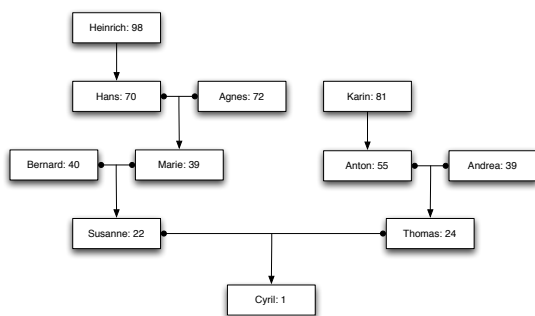 Heinrich: 98
Hans: 70
Agnes: 72
Karin: 81
Bernard: 40
Marie: 39
Anton: 55
Andrea: 39
Susanne: 22
Thomas: 24
Cyril: 1